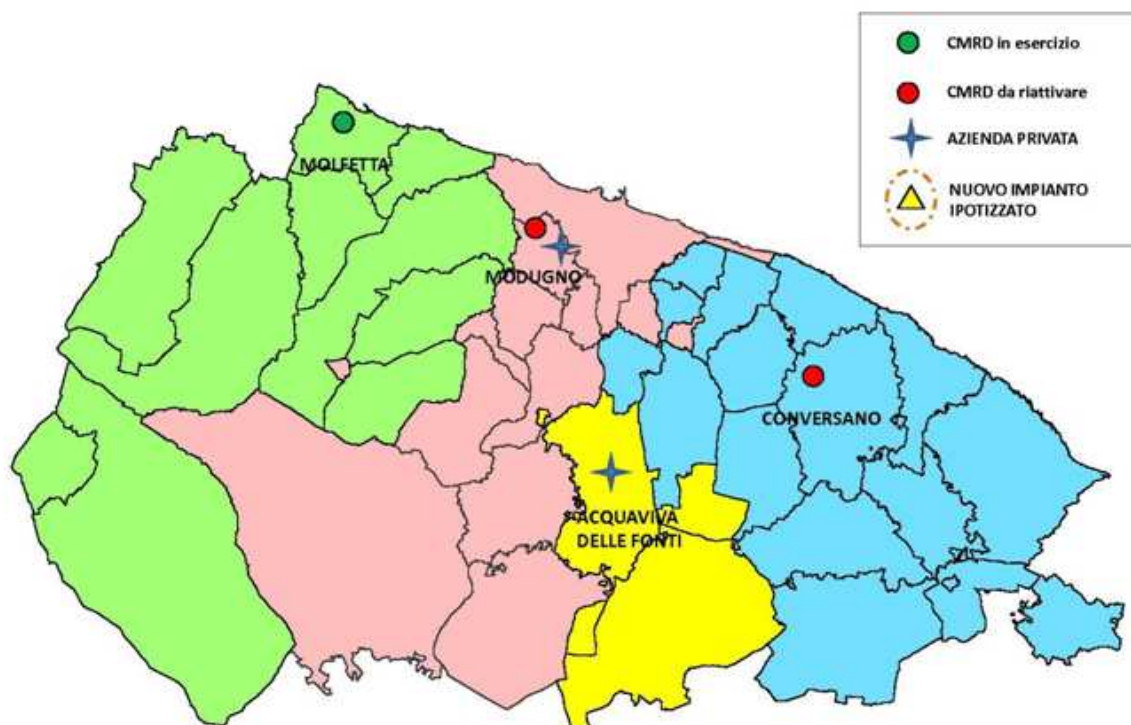 CMRD in esercizio
CMRD da riattivare
AZIENDA PRIVATA
NUOVO IMPIANTO
IPOTIZZATO
MOLFETTA
MODUGNO
CONVERSANO
ACQUAVIVA
DELLE FONTI